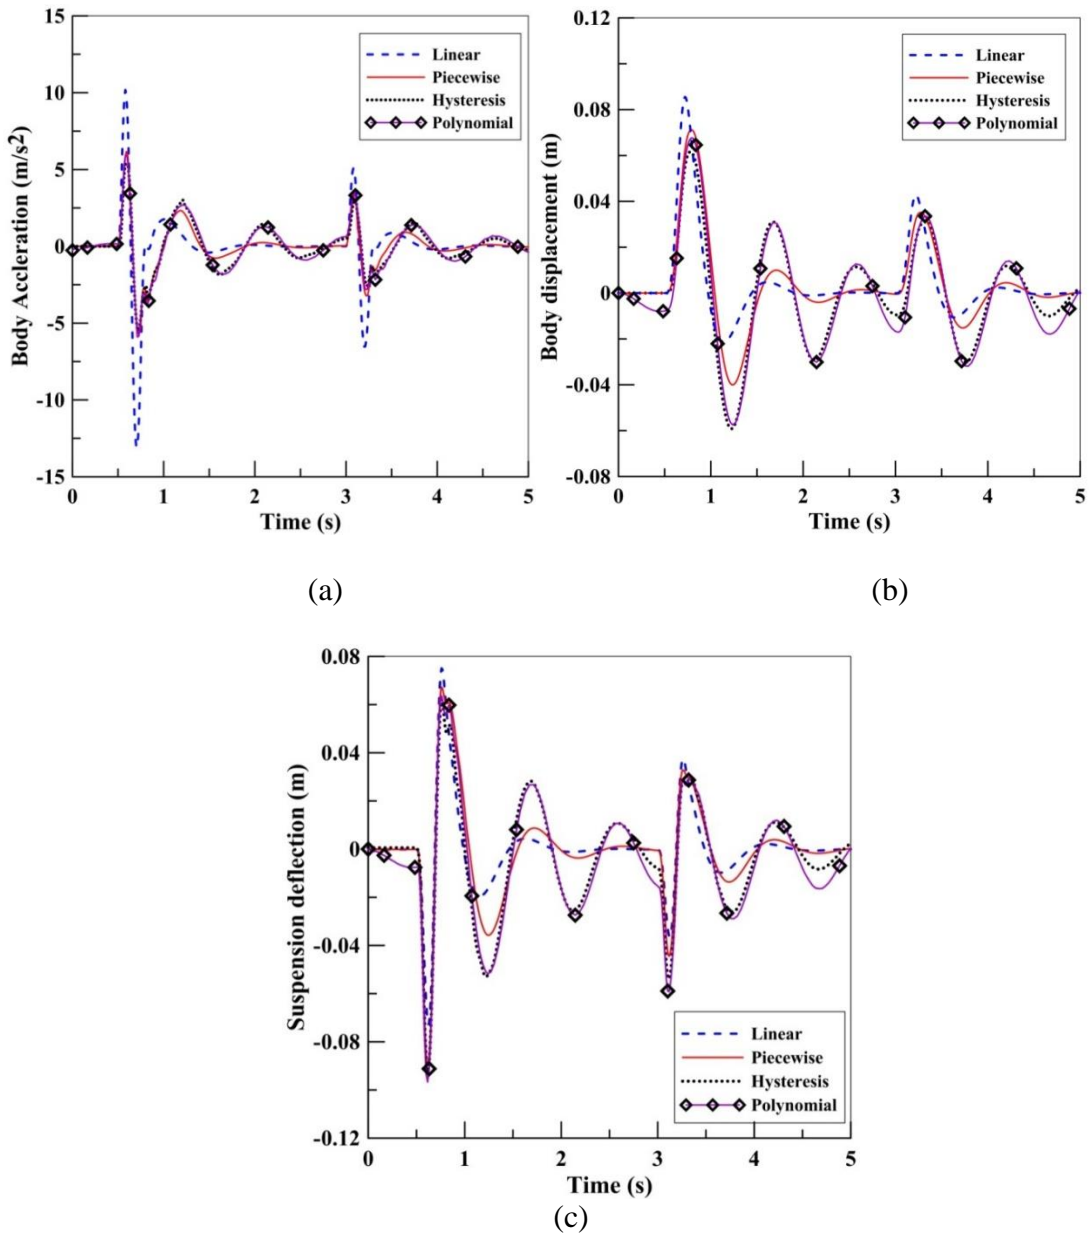 15
10
5
0
-5
-10
-15
Body Accleration (m/s2)
Linear
Piecewise
Hysteresis
Polynomial
0 1 2 3 4 5
Time (s)
(a)
0.12
0.08
0.04
0
-0.04
-0.08
Body displacement (m)
Linear
Piecewise
Hysteresis
Polynomial
0 1 2 3 4 5
Time (s)
(b)
0.08
0.04
0
-0.04
-0.08
-0.12
Suspension deflection (m)
Linear
Piecewise
Hysteresis
Polynomial
0 1 2 3 4 5
Time (s)
(c)